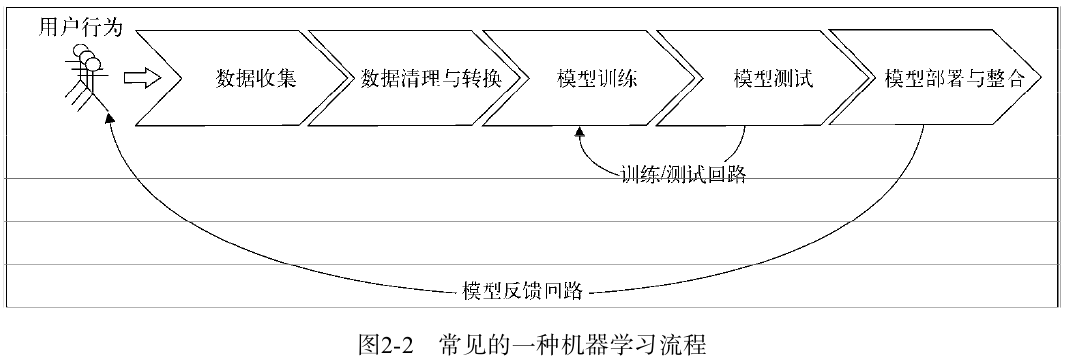 用户行为
数据收集
数据清理与转换
模型训练
模型测试
模型部署与整合
训练/测试回路
模型反馈回路
图2-2 常见的一种机器学习流程